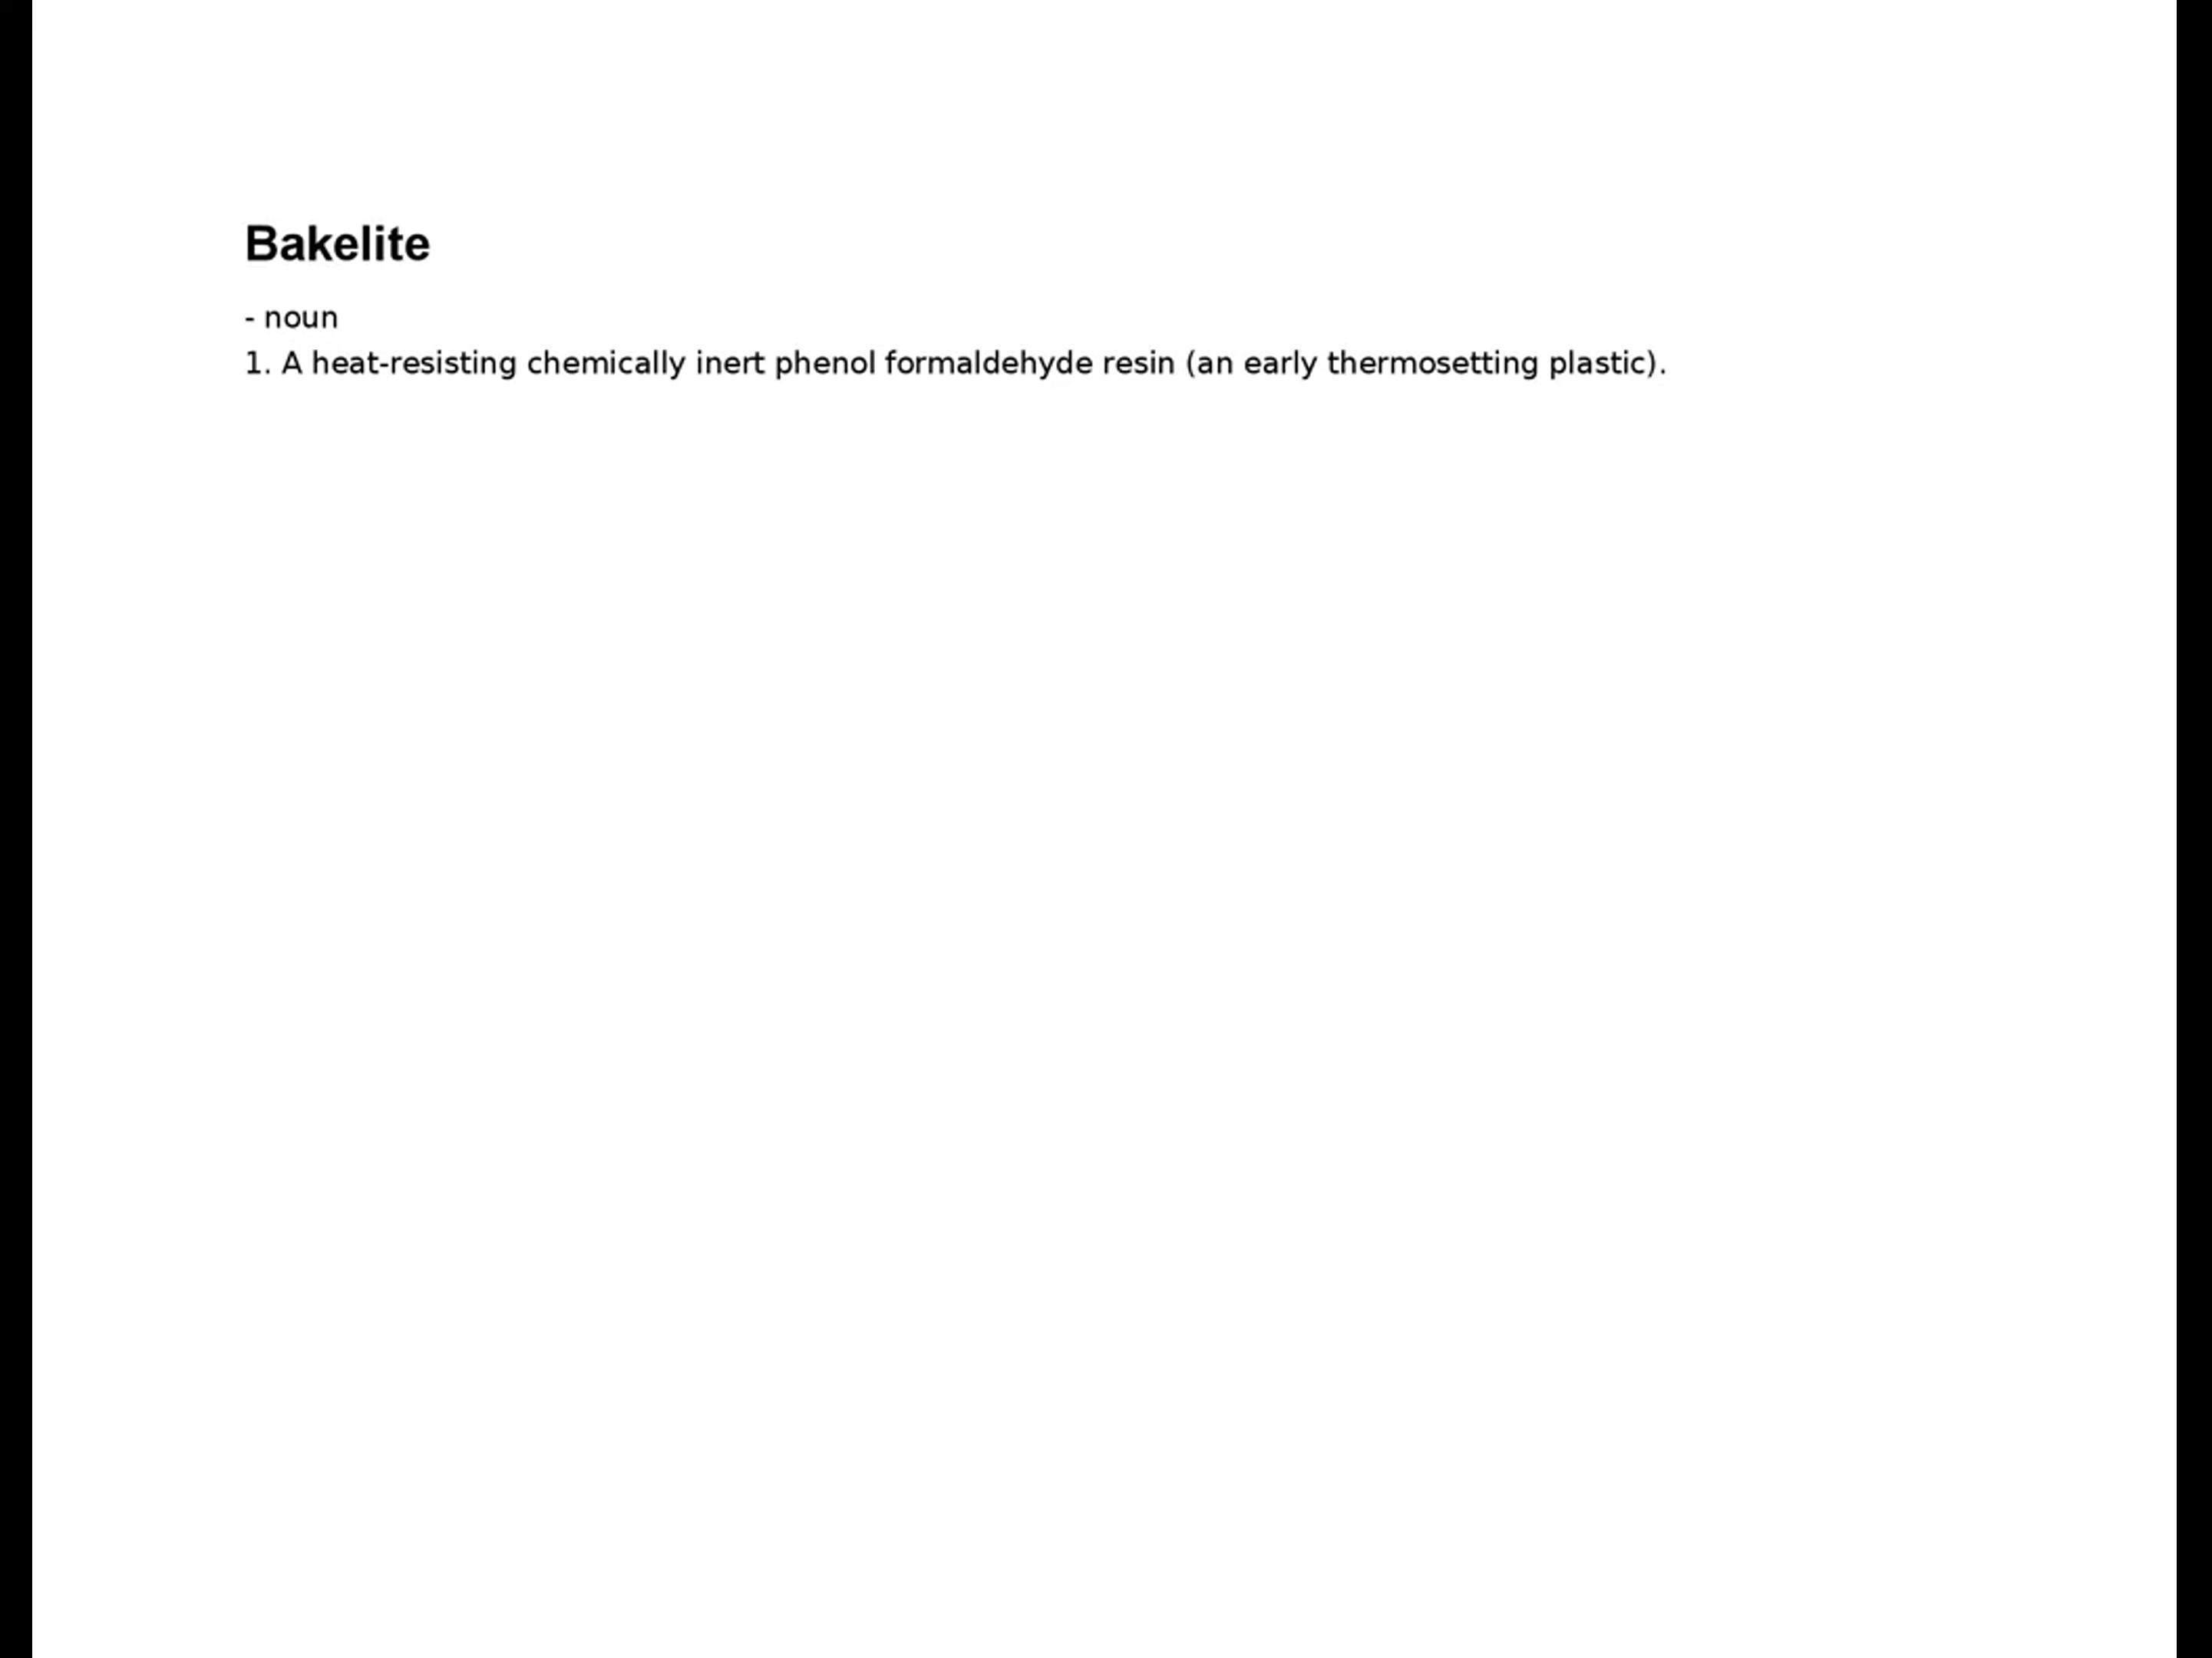 Bakelite
- noun
1. A heat-resisting chemically inert phenol formaldehyde resin (an early thermosetting plastic).